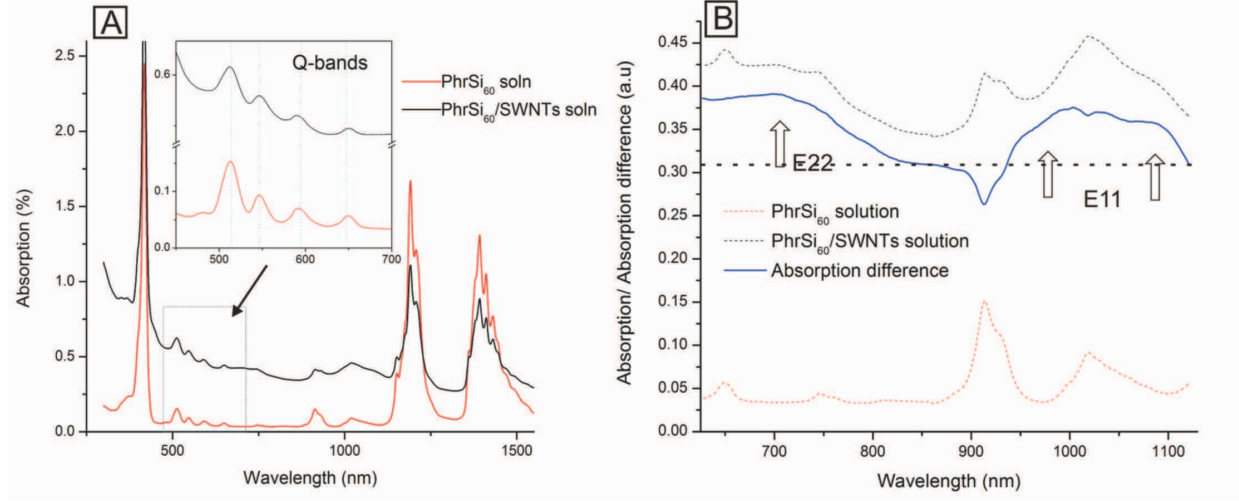 A
Q-bands
PhrSi60 soln
PhrSi60/SWNTs soln
0.6
0.1
0.0
500 600 700
2.5
2.0
1.5
1.0
0.5
0.0
Absorption (%)
500 1000 1500
Wavelength (nm)
B
E22
E11
PhrSi60 solution
PhrSi60/SWNTs solution
Absorption difference
0.45
0.40
0.35
0.30
0.25
0.20
0.15
0.10
0.05
0.00
Absorption/ Absorption difference (a.u)
700 800 900 1000 1100
Wavelength (nm)